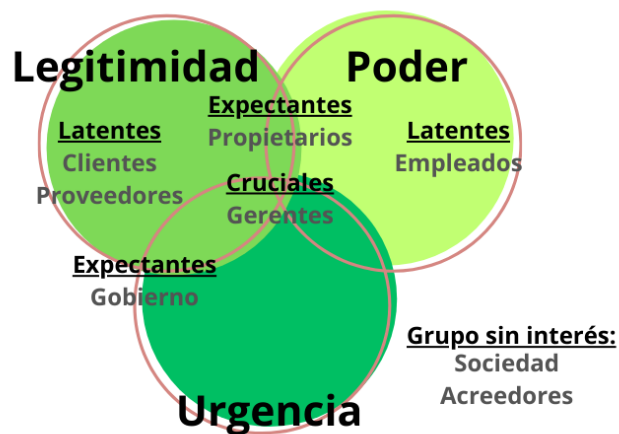 Legitimidad
Poder
Expectantes
Propietarios
Latentes
Clientes
Proveedores
Latentes
Empleados
Cruciales
Gerentes
Expectantes
Gobierno
Grupo sin interés:
Sociedad
Acreedores
Urgencia